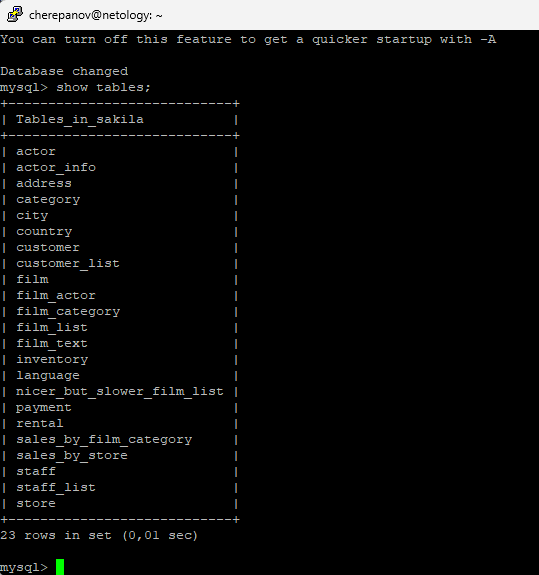 cherepanov@netology: ~
You can turn off this feature to get a quicker startup with -A
Database changed
mysql> show tables;
+----------------------------+
| Tables_in_sakila           |
+----------------------------+
| actor                      |
| actor_info                 |
| address                    |
| category                   |
| city                       |
| country                    |
| customer                   |
| customer_list              |
| film                       |
| film_actor                 |
| film_category              |
| film_list                  |
| film_text                  |
| inventory                  |
| language                   |
| nicer_but_slower_film_list |
| payment                    |
| rental                     |
| sales_by_film_category     |
| sales_by_store             |
| staff                      |
| staff_list                 |
| store                      |
+----------------------------+
23 rows in set (0,01 sec)
mysql>